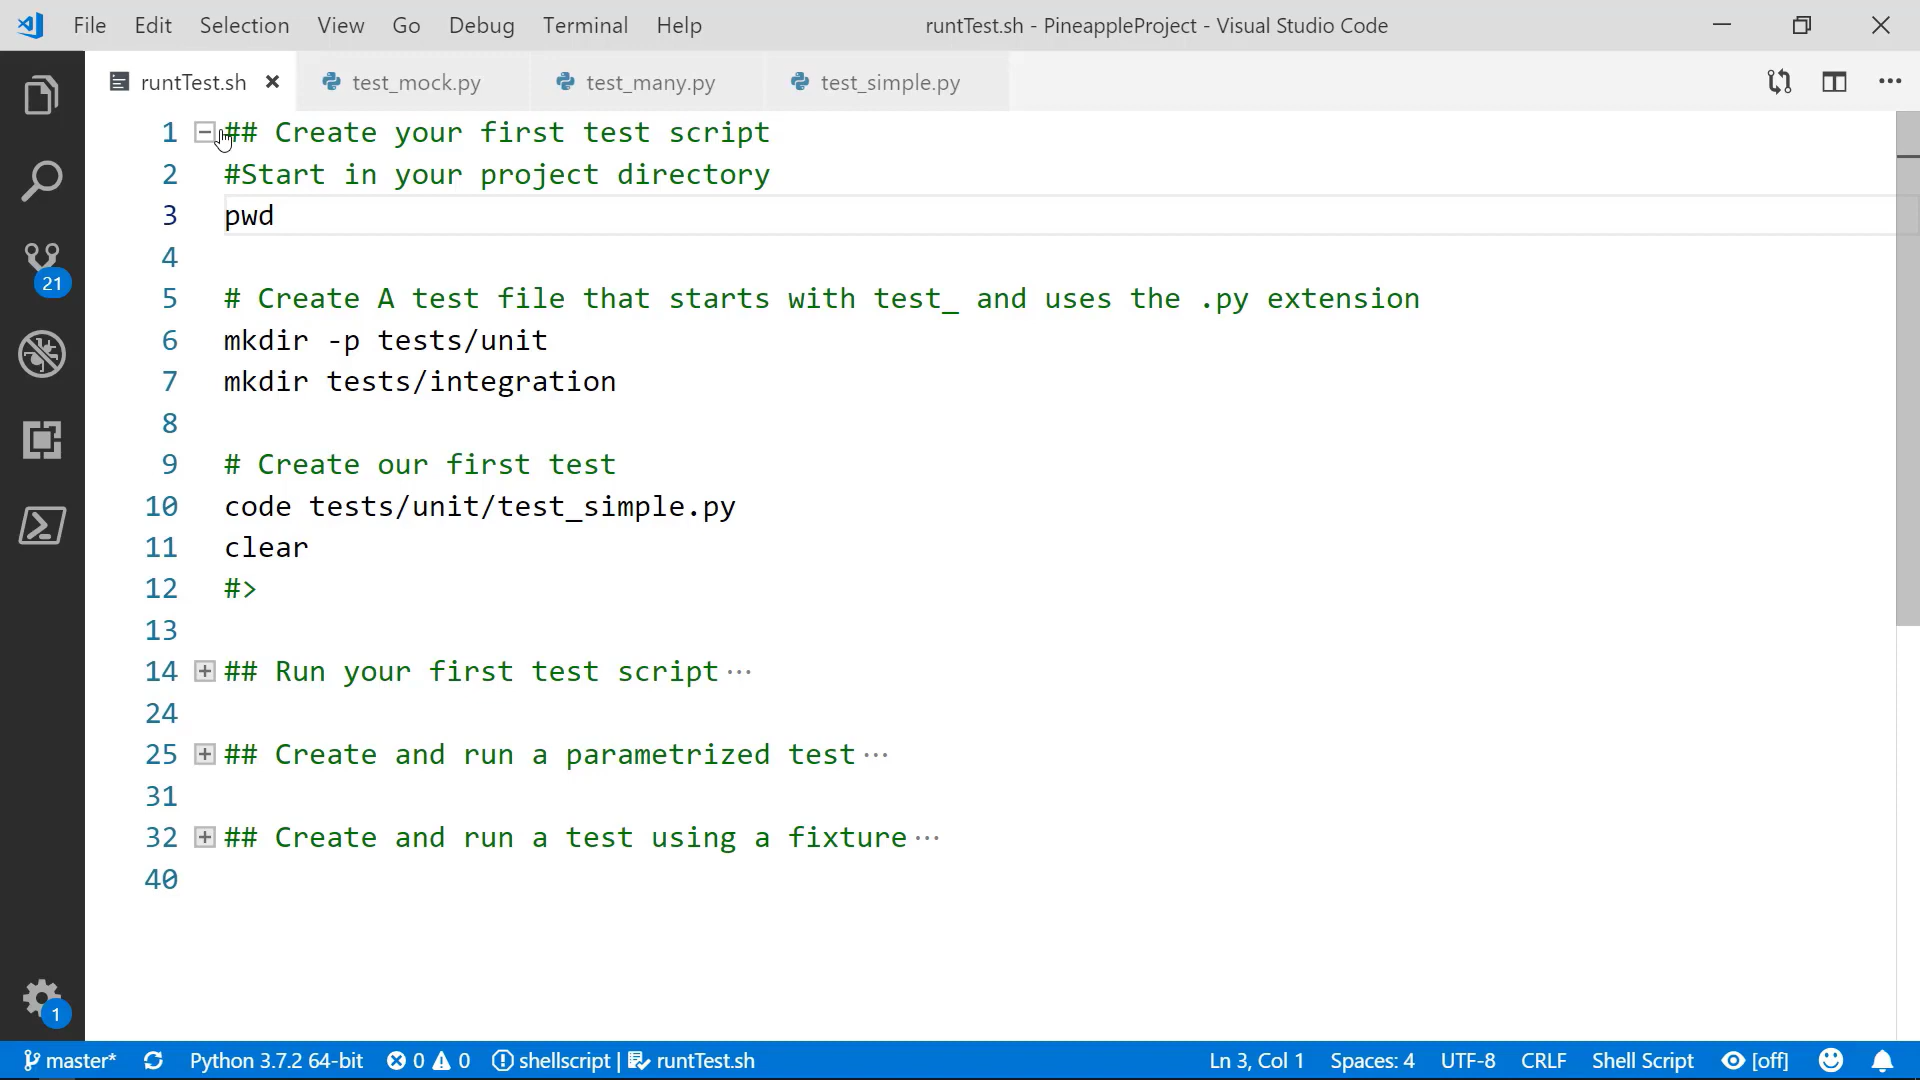 File Edit Selection View Go Debug Terminal Help runtTest.sh - PineappleProject - Visual Studio Code
runtTest.sh test_mock.py test_many.py test_simple.py
1 ## Create your first test script
2 #Start in your project directory
3 pwd
4
5 # Create A test file that starts with test_ and uses the .py extension
6 mkdir -p tests/unit
7 mkdir tests/integration
8
9 # Create our first test
10 code tests/unit/test_simple.py
11 clear
12 #>
13
14 ## Run your first test script ...
24
25 ## Create and run a parametrized test ...
31
32 ## Create and run a test using a fixture ...
40
21
1
master* Python 3.7.2 64-bit 0 0 shellscript | runtTest.sh Ln 3, Col 1 Spaces: 4 UTF-8 CRLF Shell Script [off]